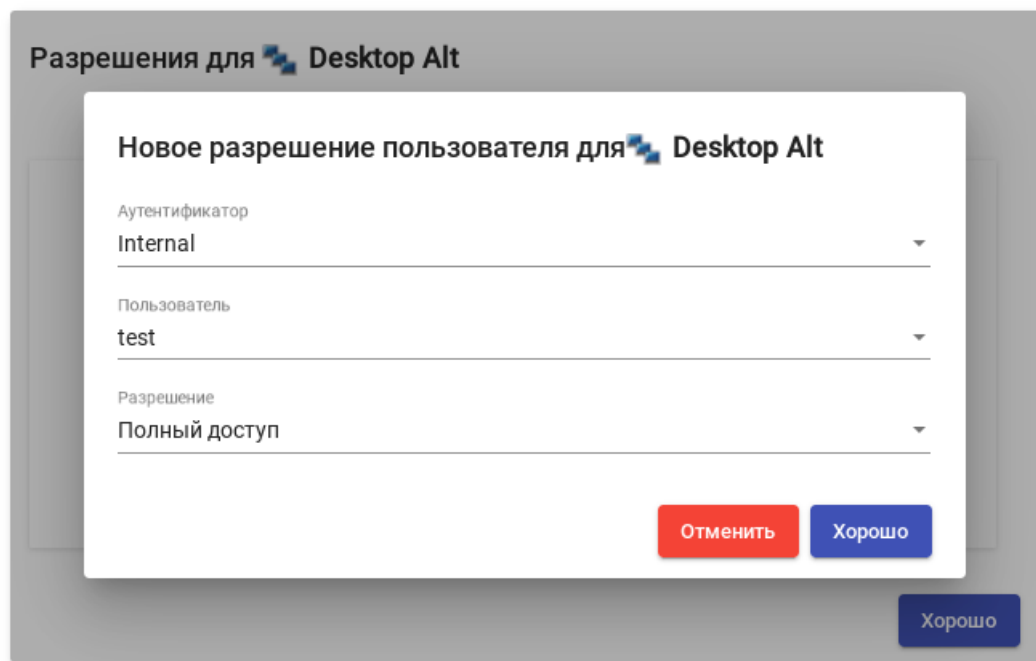 Разрешения для Desktop Alt
Новое разрешение пользователя для Desktop Alt
Аутентификатор
Internal
Пользователь
test
Разрешение
Полный доступ
Отменить Хорошо
Хорошо